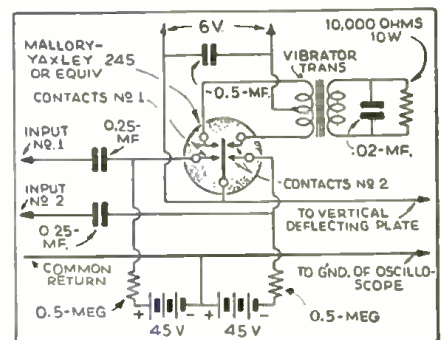 6V.
10,000 OHMS
10W
MALLORY-
YAXLEY 245
OR EQUIV
VIBRATOR
TRANS
0.5-MF.
CONTACTS Nº 1
INPUT
Nº.1
0.25-
MF
.02-MF.
CONTACTS Nº 2
INPUT
Nº 2
0.25-
MF.
TO VERTICAL
DEFLECTING PLATE
COMMON
RETURN
TO GND. OF OSCILLO-
SCOPE
0.5-MEG
+
45 V
-
+
45 V
-
0.5-MEG